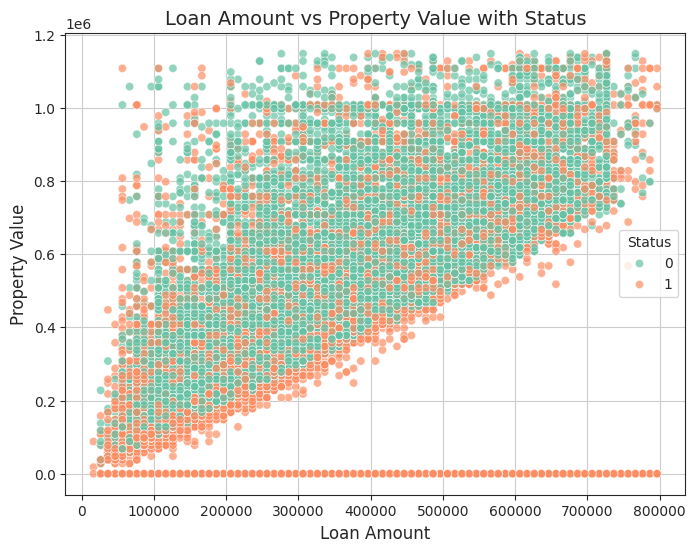 Loan Amount vs Property Value with Status
1e6
1.2
1.0
0.8
0.6
0.4
0.2
0.0
Property Value
Status
0
1
0 100000 200000 300000 400000 500000 600000 700000 800000
Loan Amount